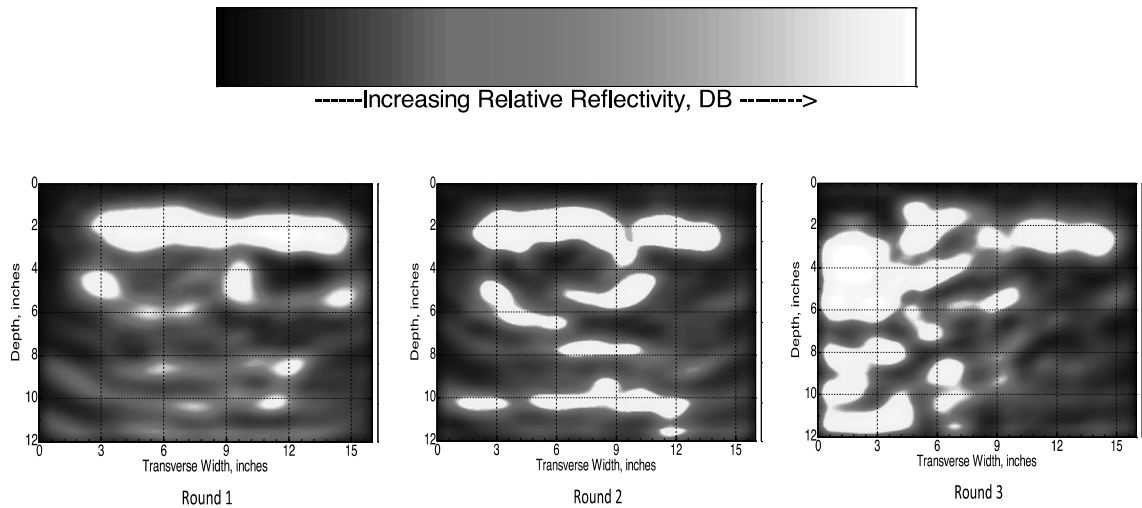 ------Increasing Relative Reflectivity, DB ------->
0
2
4
6
8
10
12
0 3 6 9 12 15
Depth, inches
Transverse Width, inches
Round 1
0
2
4
6
8
10
12
0 3 6 9 12 15
Depth, inches
Transverse Width, inches
Round 2
0
2
4
6
8
10
12
0 3 6 9 12 15
Depth, inches
Transverse Width, inches
Round 3